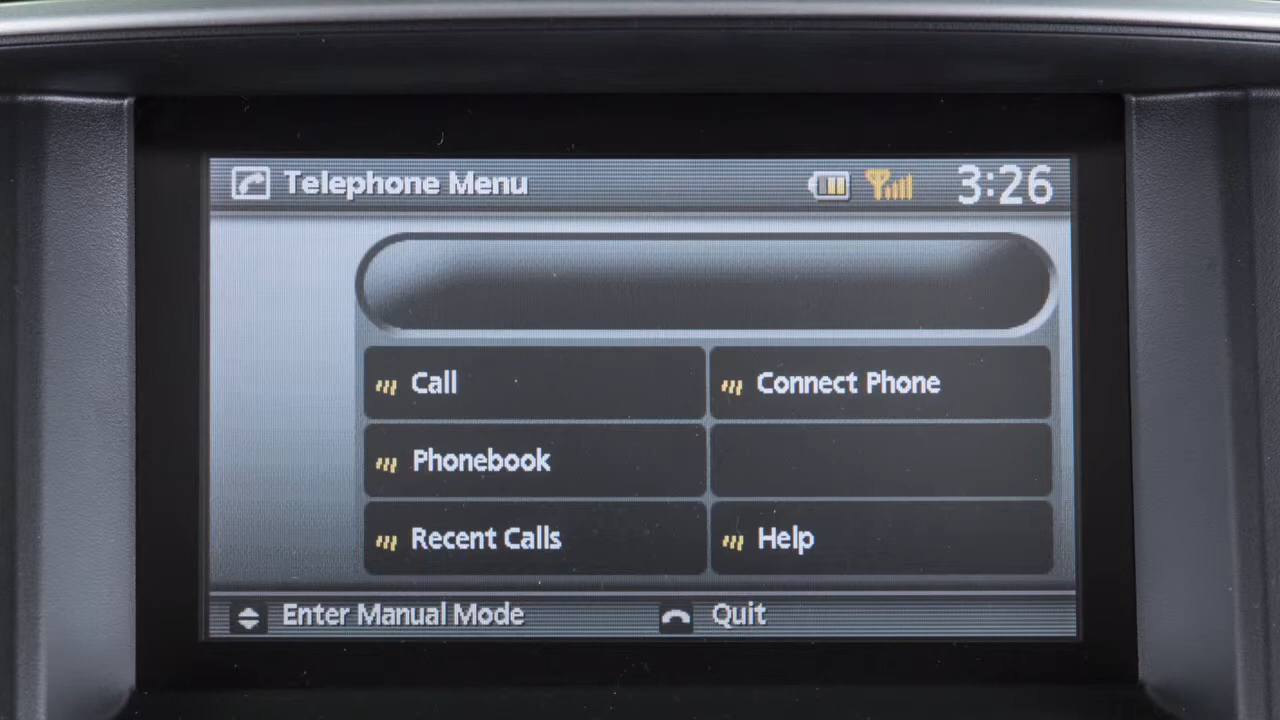 Telephone Menu 3:26
Call Connect Phone
Phonebook
Recent Calls Help
Enter Manual Mode Quit